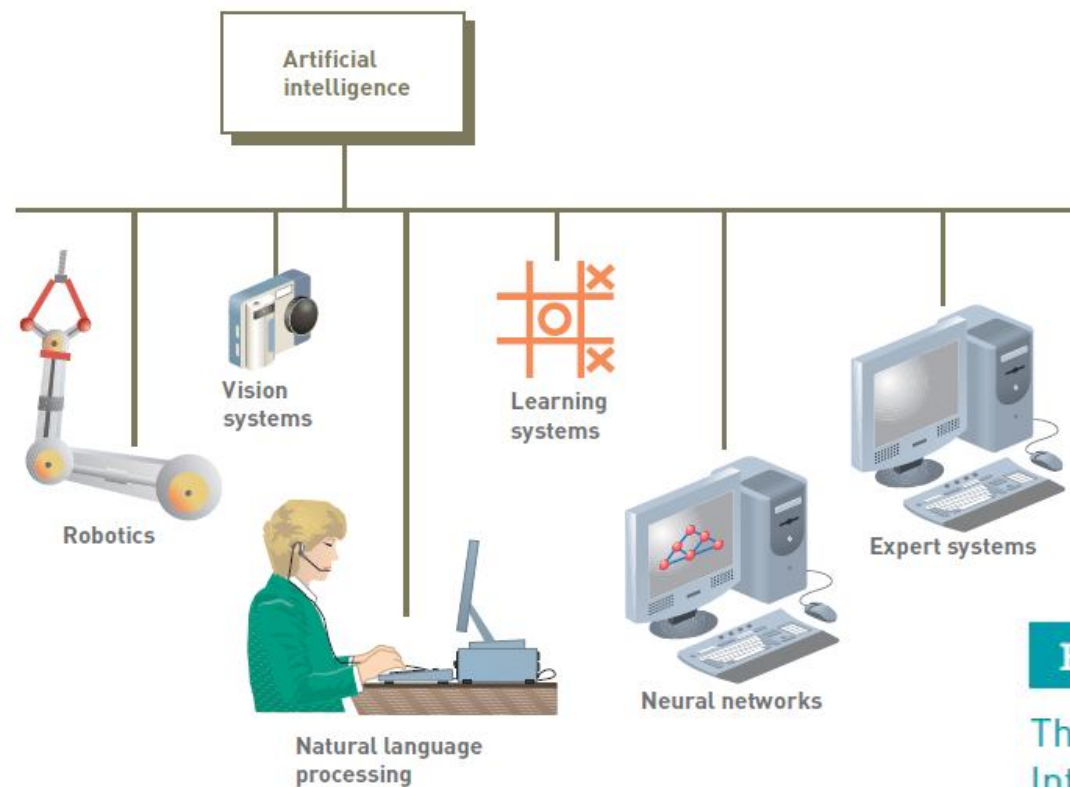 Artificial
intelligence
Vision
systems
Learning
systems
Robotics
Expert systems
Neural networks
Natural language
processing